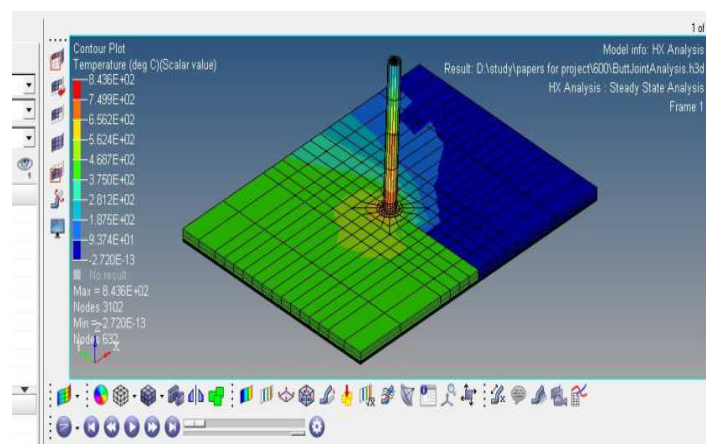 1 of
Contour Plot
Temperature (deg C)(Scalar value)
8.436E+02
7.499E+02
6.562E+02
5.624E+02
4.687E+02
3.750E+02
2.812E+02
1.875E+02
9.374E+01
-2.720E-13
No result
Max = 8.436E+02
Nodes 3102
Min = -2.720E-13
Nodes 632
Z
Y
X
Model info: HX Analysis
Result: D:\study\papers for project\600\ButtJointAnalysis.h3d
HX Analysis : Steady State Analysis
Frame 1
1